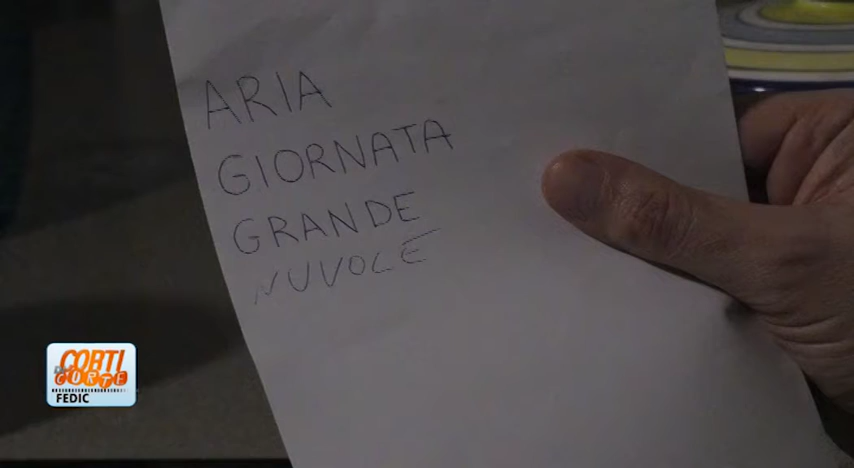 ARIA
GIORNATA
GRANDE
NUVOLE
CORTI
CORTE
FEDIC